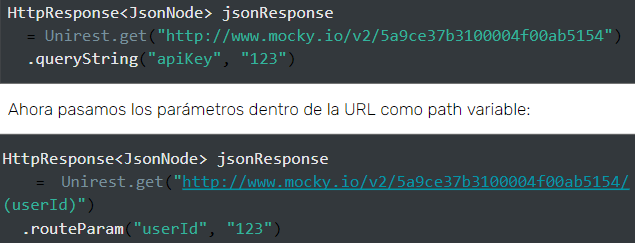 HttpResponse<JsonNode> jsonResponse
= Unirest.get("http://www.mocky.io/v2/5a9ce37b3100004f00ab5154")
.queryString("apiKey", "123")
Ahora pasamos los parámetros dentro de la URL como path variable:
HttpResponse<JsonNode> jsonResponse
= Unirest.get("http://www.mocky.io/v2/5a9ce37b3100004f00ab5154/
(userId)")
.routeParam("userId", "123")